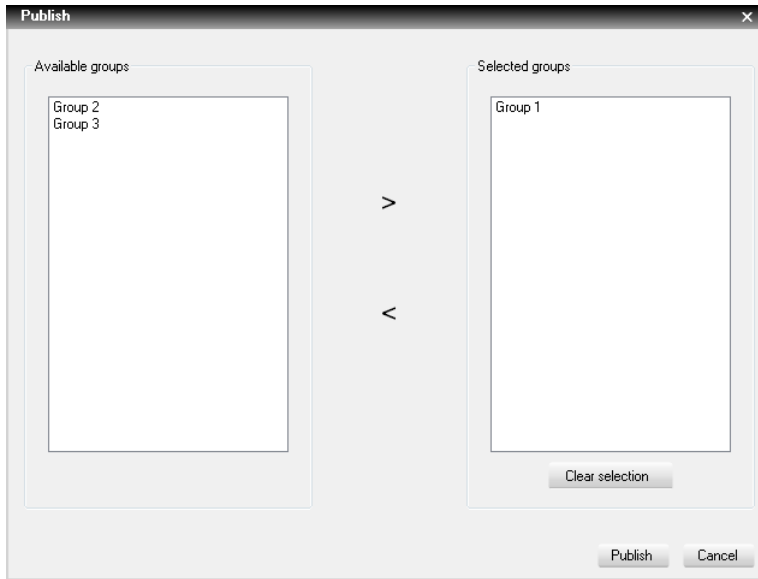 Publish
Available groups
Group 2
Group 3
>
<
Selected groups
Group 1
Clear selection
Publish
Cancel